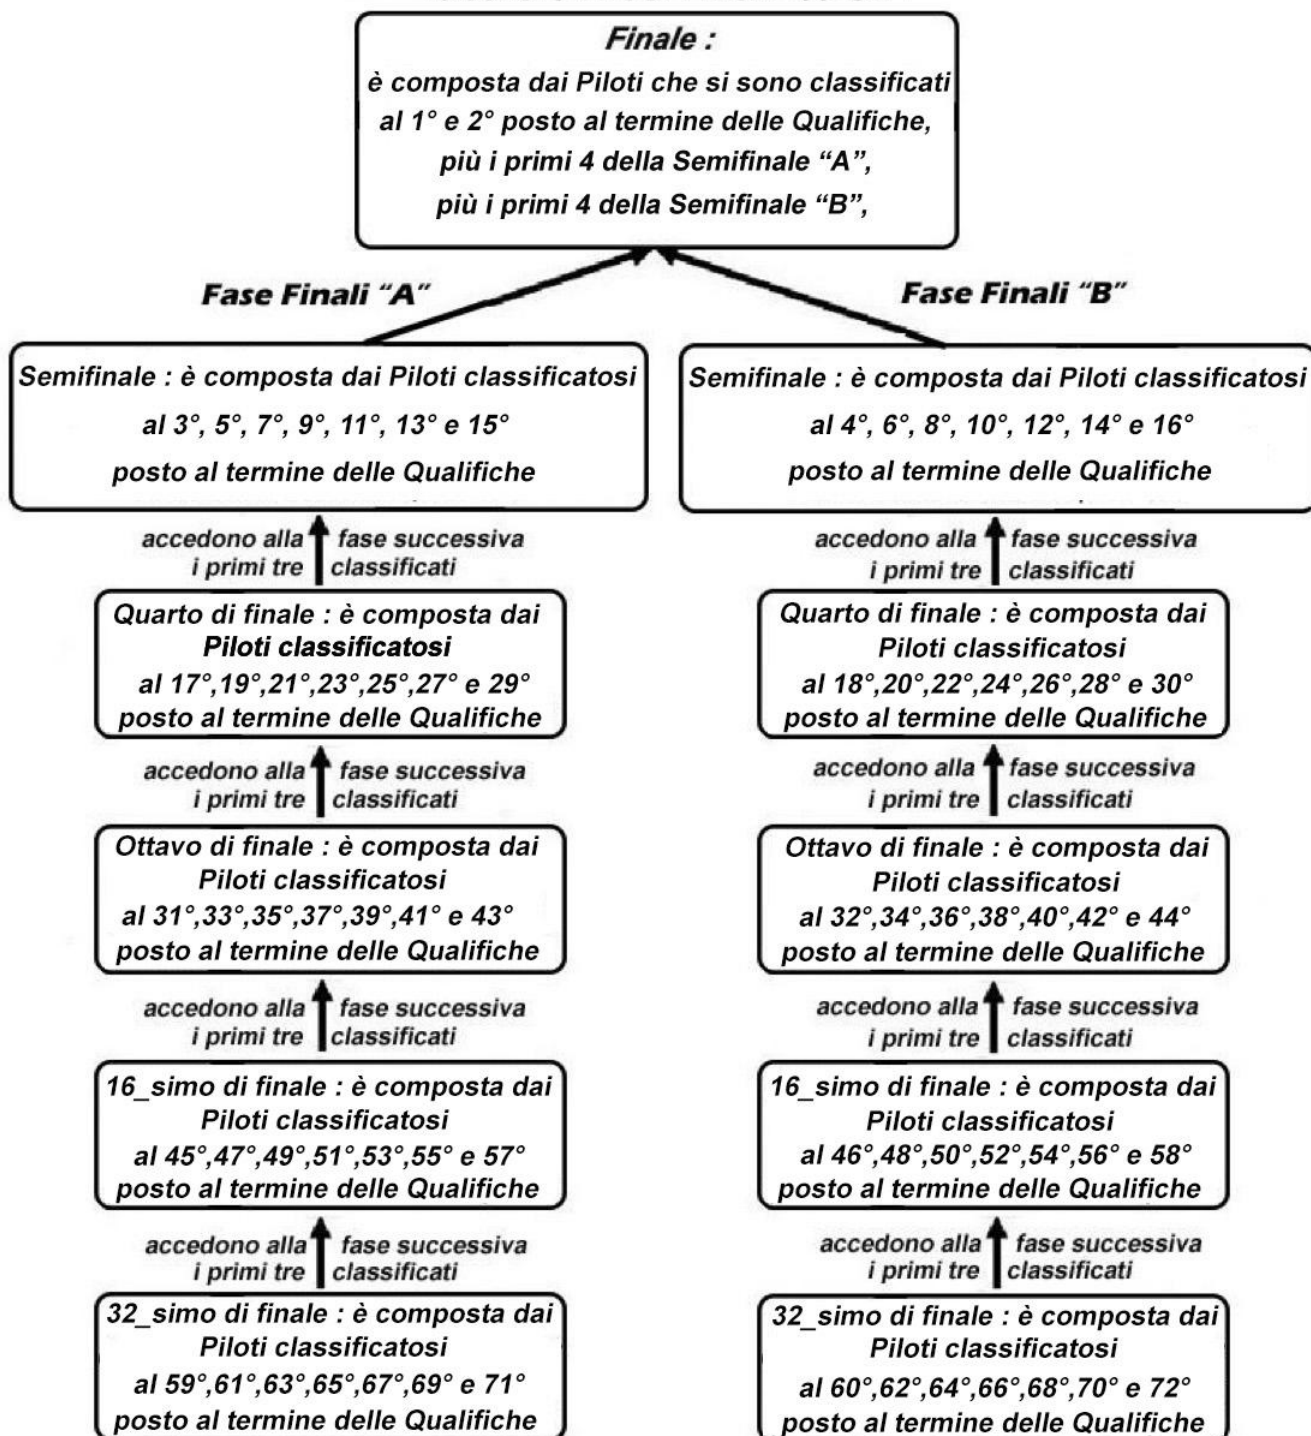 Finale :
è composta dai Piloti che si sono classificati
al 1° e 2° posto al termine delle Qualifiche,
più i primi 4 della Semifinale “A”,
più i primi 4 della Semifinale “B”,
Fase Finali “A”
Fase Finali “B”
Semifinale : è composta dai Piloti classificatosi
al 3°, 5°, 7°, 9°, 11°, 13° e 15°
posto al termine delle Qualifiche
Semifinale : è composta dai Piloti classificatosi
al 4°, 6°, 8°, 10°, 12°, 14° e 16°
posto al termine delle Qualifiche
accedono alla fase successiva
i primi tre classificati
accedono alla fase successiva
i primi tre classificati
Quarto di finale : è composta dai
Piloti classificatosi
al 17°,19°,21°,23°,25°,27° e 29°
posto al termine delle Qualifiche
Quarto di finale : è composta dai
Piloti classificatosi
al 18°,20°,22°,24°,26°,28° e 30°
posto al termine delle Qualifiche
accedono alla fase successiva
i primi tre classificati
accedono alla fase successiva
i primi tre classificati
Ottavo di finale : è composta dai
Piloti classificatosi
al 31°,33°,35°,37°,39°,41° e 43°
posto al termine delle Qualifiche
Ottavo di finale : è composta dai
Piloti classificatosi
al 32°,34°,36°,38°,40°,42° e 44°
posto al termine delle Qualifiche
accedono alla fase successiva
i primi tre classificati
accedono alla fase successiva
i primi tre classificati
16_simo di finale : è composta dai
Piloti classificatosi
al 45°,47°,49°,51°,53°,55° e 57°
posto al termine delle Qualifiche
16_simo di finale : è composta dai
Piloti classificatosi
al 46°,48°,50°,52°,54°,56° e 58°
posto al termine delle Qualifiche
accedono alla fase successiva
i primi tre classificati
accedono alla fase successiva
i primi tre classificati
32_simo di finale : è composta dai
Piloti classificatosi
al 59°,61°,63°,65°,67°,69° e 71°
posto al termine delle Qualifiche
32_simo di finale : è composta dai
Piloti classificatosi
al 60°,62°,64°,66°,68°,70° e 72°
posto al termine delle Qualifiche